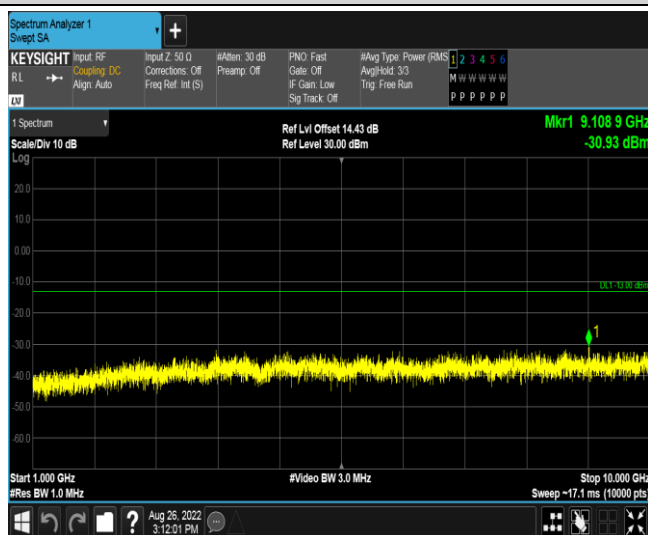 Spectrum Analyzer 1
Swept SA
+
KEYSIGHT
RL
LXI
Input: RF
Coupling: DC
Align: Auto
Input Z: 50 Ω
Corrections: Off
Freq Ref: Int (S)
#Atten: 30 dB
Preamp: Off
PNO: Fast
Gate: Off
IF Gain: Low
Sig Track: Off
#Avg Type: Power (RMS
Avg|Hold: 3/3
Trig: Free Run
1 2 3 4 5 6
M W W W W W
P P P P P P
1 Spectrum
Scale/Div 10 dB
Log
Ref Lvl Offset 14.43 dB
Ref Level 30.00 dBm
Mkr1 9.108 9 GHz
-30.93 dBm
20.0
10.0
0.00
-10.0
DL1 -13.00 dBm
-20.0
-30.0
1
-40.0
-50.0
-60.0
Start 1.000 GHz
#Res BW 1.0 MHz
#Video BW 3.0 MHz
Stop 10.000 GHz
Sweep ~17.1 ms (10000 pts)
?
Aug 26, 2022
3:12:01 PM